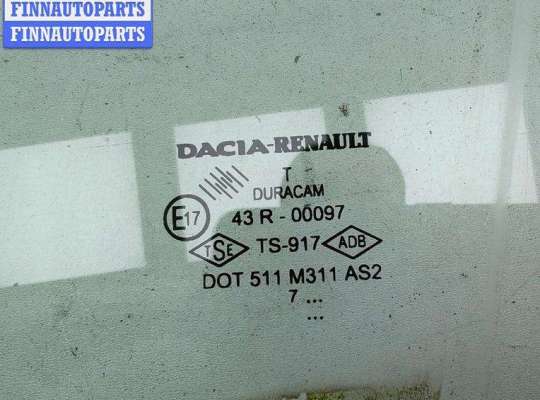 FINNAUTOPARTS
FINNAUTOPARTS
DACIA-RENAULT
T
DURACAM
E17 43 R - 00097
TSE TS-917 ADB
DOT 511 M311 AS2
7 ...
...